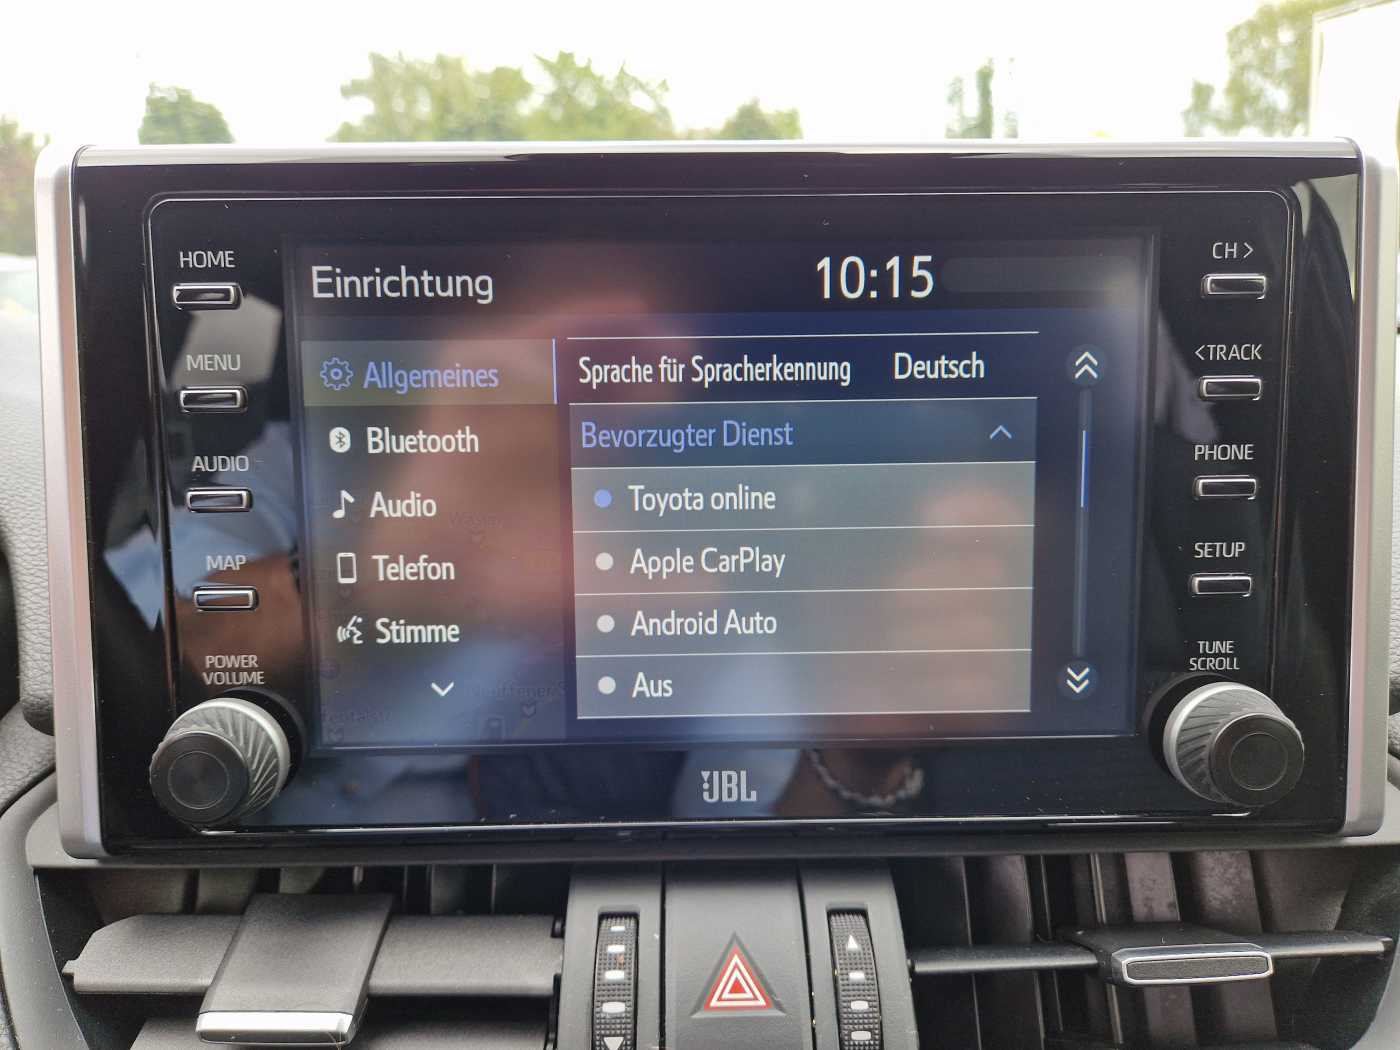 HOME
MENU
AUDIO
MAP
POWER
VOLUME
Einrichtung
10:15
Allgemeines
Bluetooth
Audio
Telefon
Stimme
Sprache für Spracherkennung Deutsch
Bevorzugter Dienst
Toyota online
Apple CarPlay
Android Auto
Aus
CH >
<TRACK
PHONE
SETUP
TUNE
SCROLL
JBL